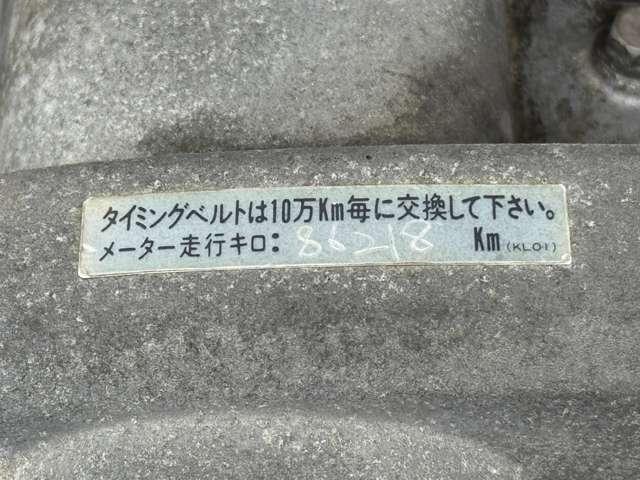 タイミングベルトは10万Km毎に交換して下さい。
メーター走行キロ: 86218 Km (KL01)